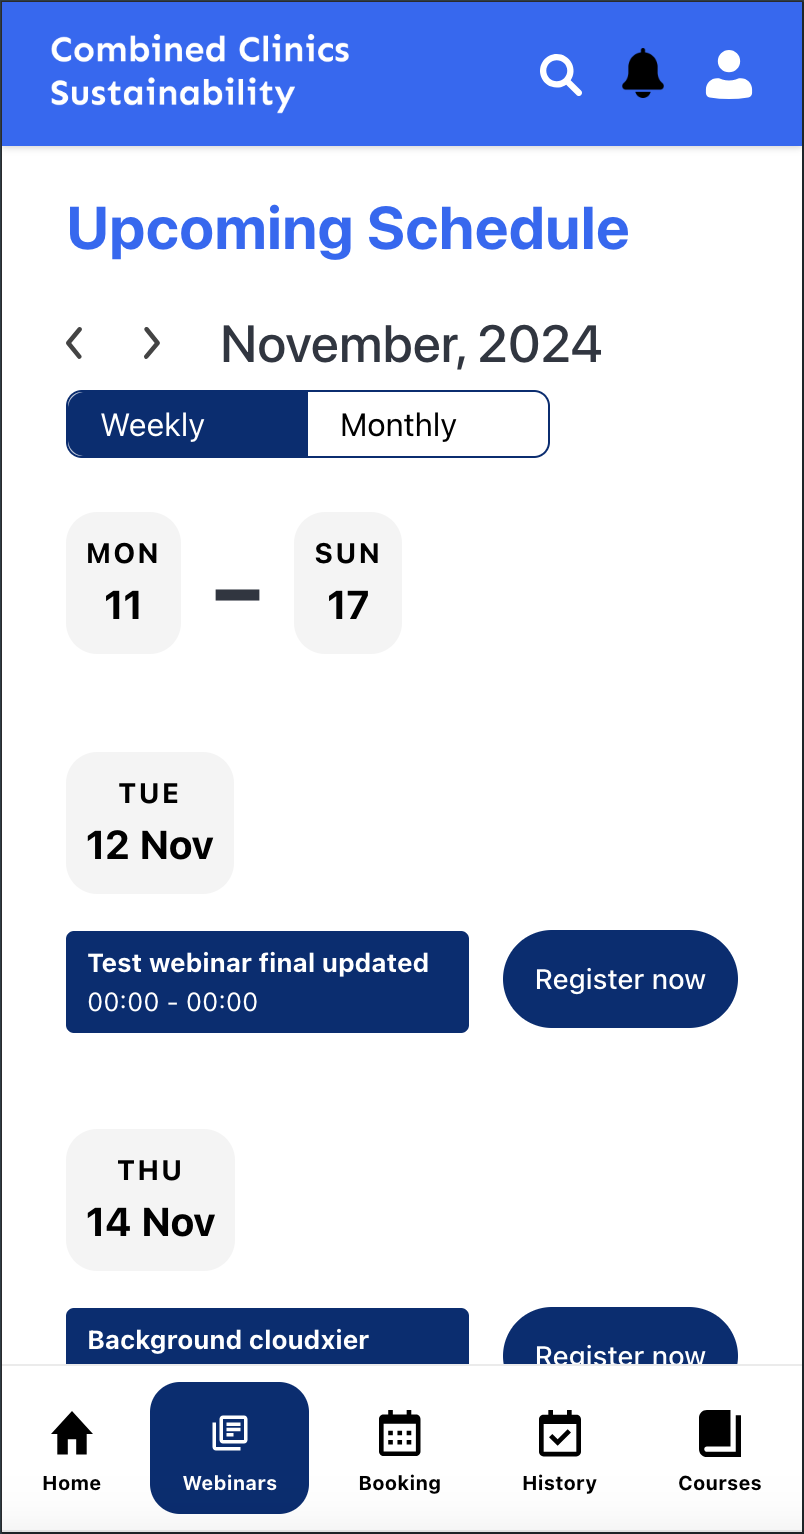 Combined Clinics
Sustainability
Upcoming Schedule
November, 2024
Weekly Monthly
MON SUN
11 – 17
TUE
12 Nov
Test webinar final updated
00:00 - 00:00
Register now
THU
14 Nov
Background cloudxier
Register now
Home Webinars Booking History Courses